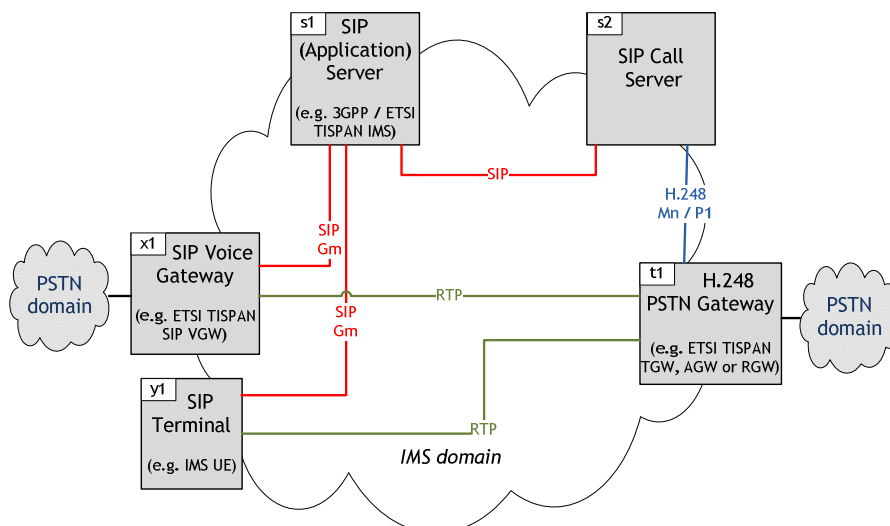 s1
SIP
(Application)
Server
(e.g. 3GPP / ETSI
TISPAN IMS)
s2
SIP Call
Server
SIP
H.248
Mn / P1
x1
SIP Voice
Gateway
(e.g. ETSI TISPAN
SIP VGW)
PSTN
domain
SIP
Gm
RTP
SIP
Gm
t1
H.248
PSTN Gateway
(e.g. ETSI TISPAN
TGW, AGW or RGW)
PSTN
domain
y1
SIP
Terminal
(e.g. IMS UE)
RTP
IMS domain